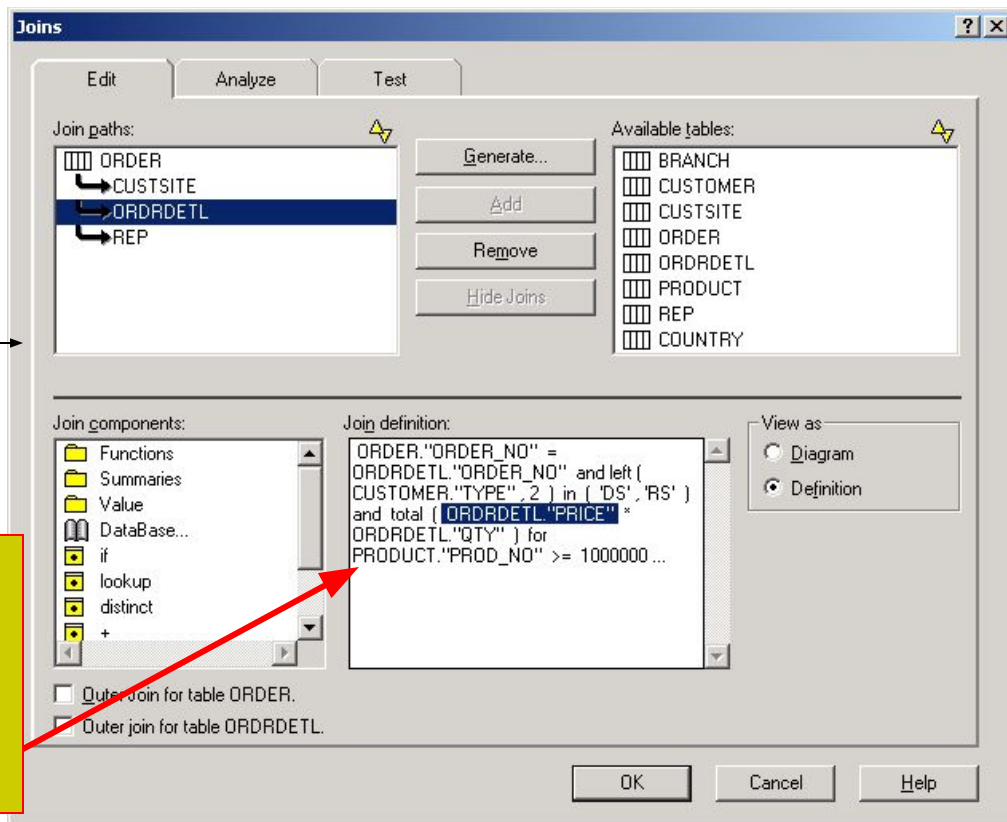 Joins
Edit Analyze Test
Join paths:
ORDER
CUSTSITE
ORDRDETL
REP
Generate...
Add
Remove
Hide Joins
Available tables:
BRANCH
CUSTOMER
CUSTSITE
ORDER
ORDRDETL
PRODUCT
REP
COUNTRY
Join components:
Functions
Summaries
Value
DataBase...
if
lookup
distinct
+
Join definition:
ORDER."ORDER_NO" =
ORDRDETL."ORDER_NO" and left (
CUSTOMER."TYPE", 2 ) in ( 'DS', 'RS' )
and total ( ORDRDETL."PRICE" *
ORDRDETL."QTY" ) for
PRODUCT."PROD_NO" >= 1000000 ...
View as
Diagram
Definition
Outer Join for table ORDER.
Outer join for table ORDRDETL.
OK Cancel Help